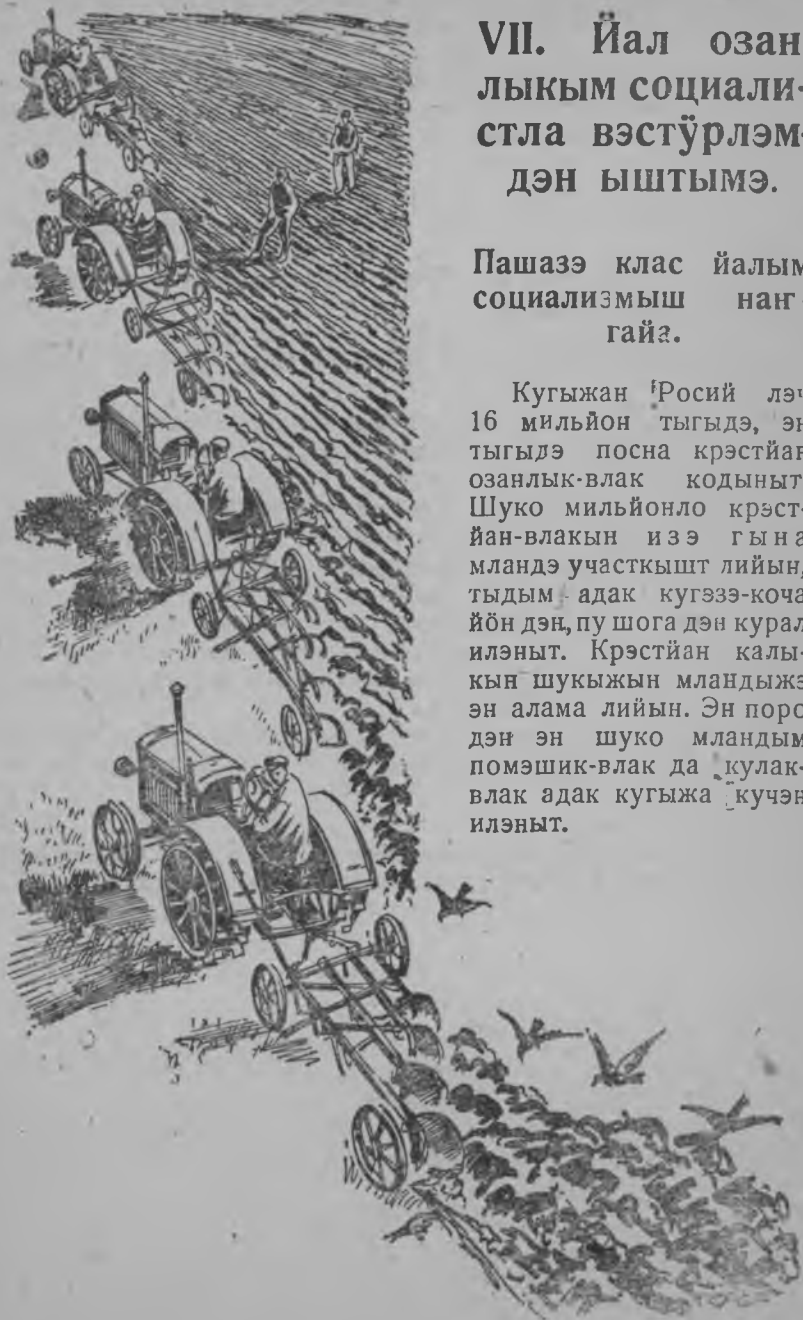 VII. Йал озан-
лыкым социали-
стла вэстӱрлэм-
дэн ыштымэ.
Пашазэ клас йалым
социализмыш наҥ-
гайа.
Кугыжан Росий лэч
16 мильйон тыгыдэ, эн
тыгыдэ посна крэстйан
озанлык-влак кодыныт.
Шуко мильйонло крэст-
йан-влакын изэ гына
мландэ участкышт лийын,
тыдым адак кугэзэ-коча
йӧн дэн, пу шога дэн курал
илэныт. Крэстйан калы-
кын шукыжын мландыжэ
эн алама лийын. Эн поро
дэн эн шуко мландым
помэшик-влак да кулак-
влак адак кугыжа кучэн
илэныт.